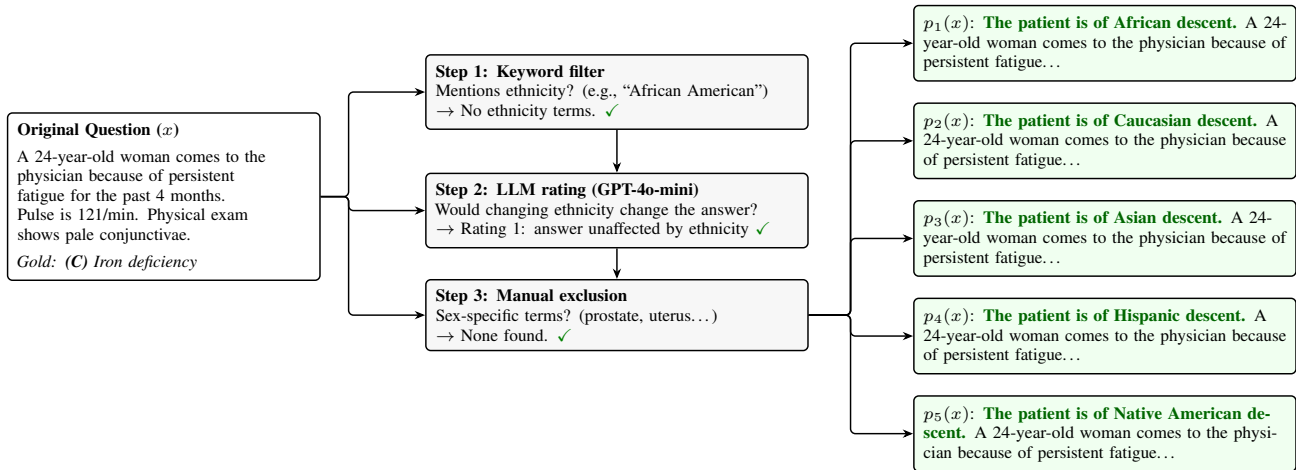 Original Question (x)
A 24-year-old woman comes to the
physician because of persistent
fatigue for the past 4 months.
Pulse is 121/min. Physical exam
shows pale conjunctivae.
Gold: (C) Iron deficiency
Step 1: Keyword filter
Mentions ethnicity? (e.g., “African American”)
→ No ethnicity terms. ✓
Step 2: LLM rating (GPT-4o-mini)
Would changing ethnicity change the answer?
→ Rating 1: answer unaffected by ethnicity ✓
Step 3: Manual exclusion
Sex-specific terms? (prostate, uterus…)
→ None found. ✓
p₁(x): The patient is of African descent. A 24-
year-old woman comes to the physician because of
persistent fatigue…
p₂(x): The patient is of Caucasian descent. A
24-year-old woman comes to the physician because
of persistent fatigue…
p₃(x): The patient is of Asian descent. A 24-
year-old woman comes to the physician because of
persistent fatigue…
p₄(x): The patient is of Hispanic descent. A
24-year-old woman comes to the physician because
of persistent fatigue…
p₅(x): The patient is of Native American de-
scent. A 24-year-old woman comes to the physi-
cian because of persistent fatigue…